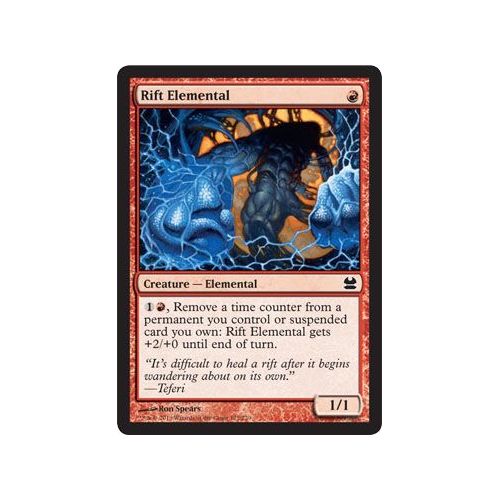 Rift Elemental
Creature — Elemental
1, Remove a time counter from a
permanent you control or suspended
card you own: Rift Elemental gets
+2/+0 until end of turn.
"It's difficult to heal a rift after it begins
wandering about on its own."
—Teferi
Ron Spears
1/1